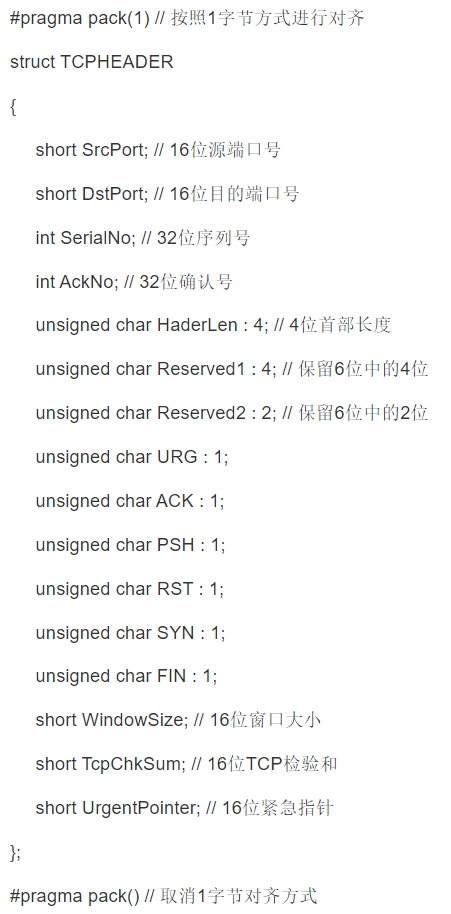 #pragma pack(1) // 按照1字节方式进行对齐
struct TCPHEADER
{
short SrcPort; // 16位源端口号
short DstPort; // 16位目的端口号
int SerialNo; // 32位序列号
int AckNo; // 32位确认号
unsigned char HaderLen : 4; // 4位首部长度
unsigned char Reserved1 : 4; // 保留6位中的4位
unsigned char Reserved2 : 2; // 保留6位中的2位
unsigned char URG : 1;
unsigned char ACK : 1;
unsigned char PSH : 1;
unsigned char RST : 1;
unsigned char SYN : 1;
unsigned char FIN : 1;
short WindowSize; // 16位窗口大小
short TcpChkSum; // 16位TCP检验和
short UrgentPointer; // 16位紧急指针
};
#pragma pack() // 取消1字节对齐方式